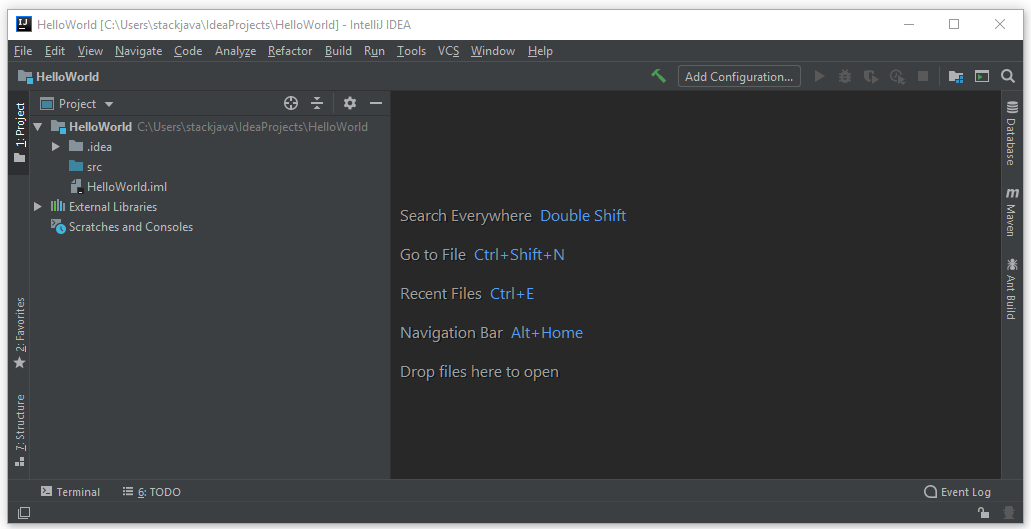 HelloWorld [C:\Users\stackjava\IdeaProjects\HelloWorld] - IntelliJ IDEA
File Edit View Navigate Code Analyze Refactor Build Run Tools VCS Window Help
HelloWorld
Add Configuration...
1: Project
Project
HelloWorld C:\Users\stackjava\IdeaProjects\HelloWorld
.idea
src
HelloWorld.iml
External Libraries
Scratches and Consoles
2: Favorites
7: Structure
Search Everywhere Double Shift
Go to File Ctrl+Shift+N
Recent Files Ctrl+E
Navigation Bar Alt+Home
Drop files here to open
Database
m Maven
Ant Build
Terminal
6: TODO
Event Log